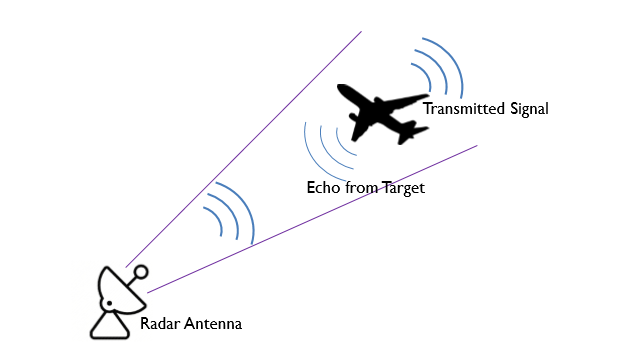 Transmitted Signal
Echo from Target
Radar Antenna